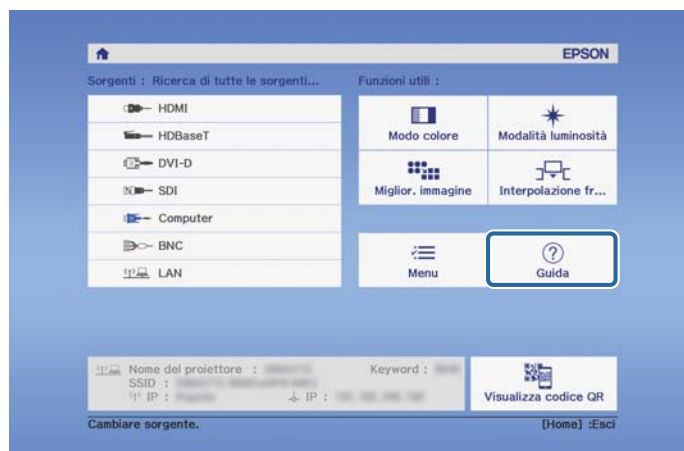 EPSON
Sorgenti : Ricerca di tutte le sorgenti...
Funzioni utili :
HDMI
HDBaseT
DVI-D
SDI
Computer
BNC
LAN
Modo colore
Modalità luminosità
Miglior. immagine
Interpolazione fr...
Menu
Guida
Nome del proiettore :
Keyword :
SSID :
IP :
IP :
Visualizza codice QR
Cambiare sorgente.
[Home] :Esci